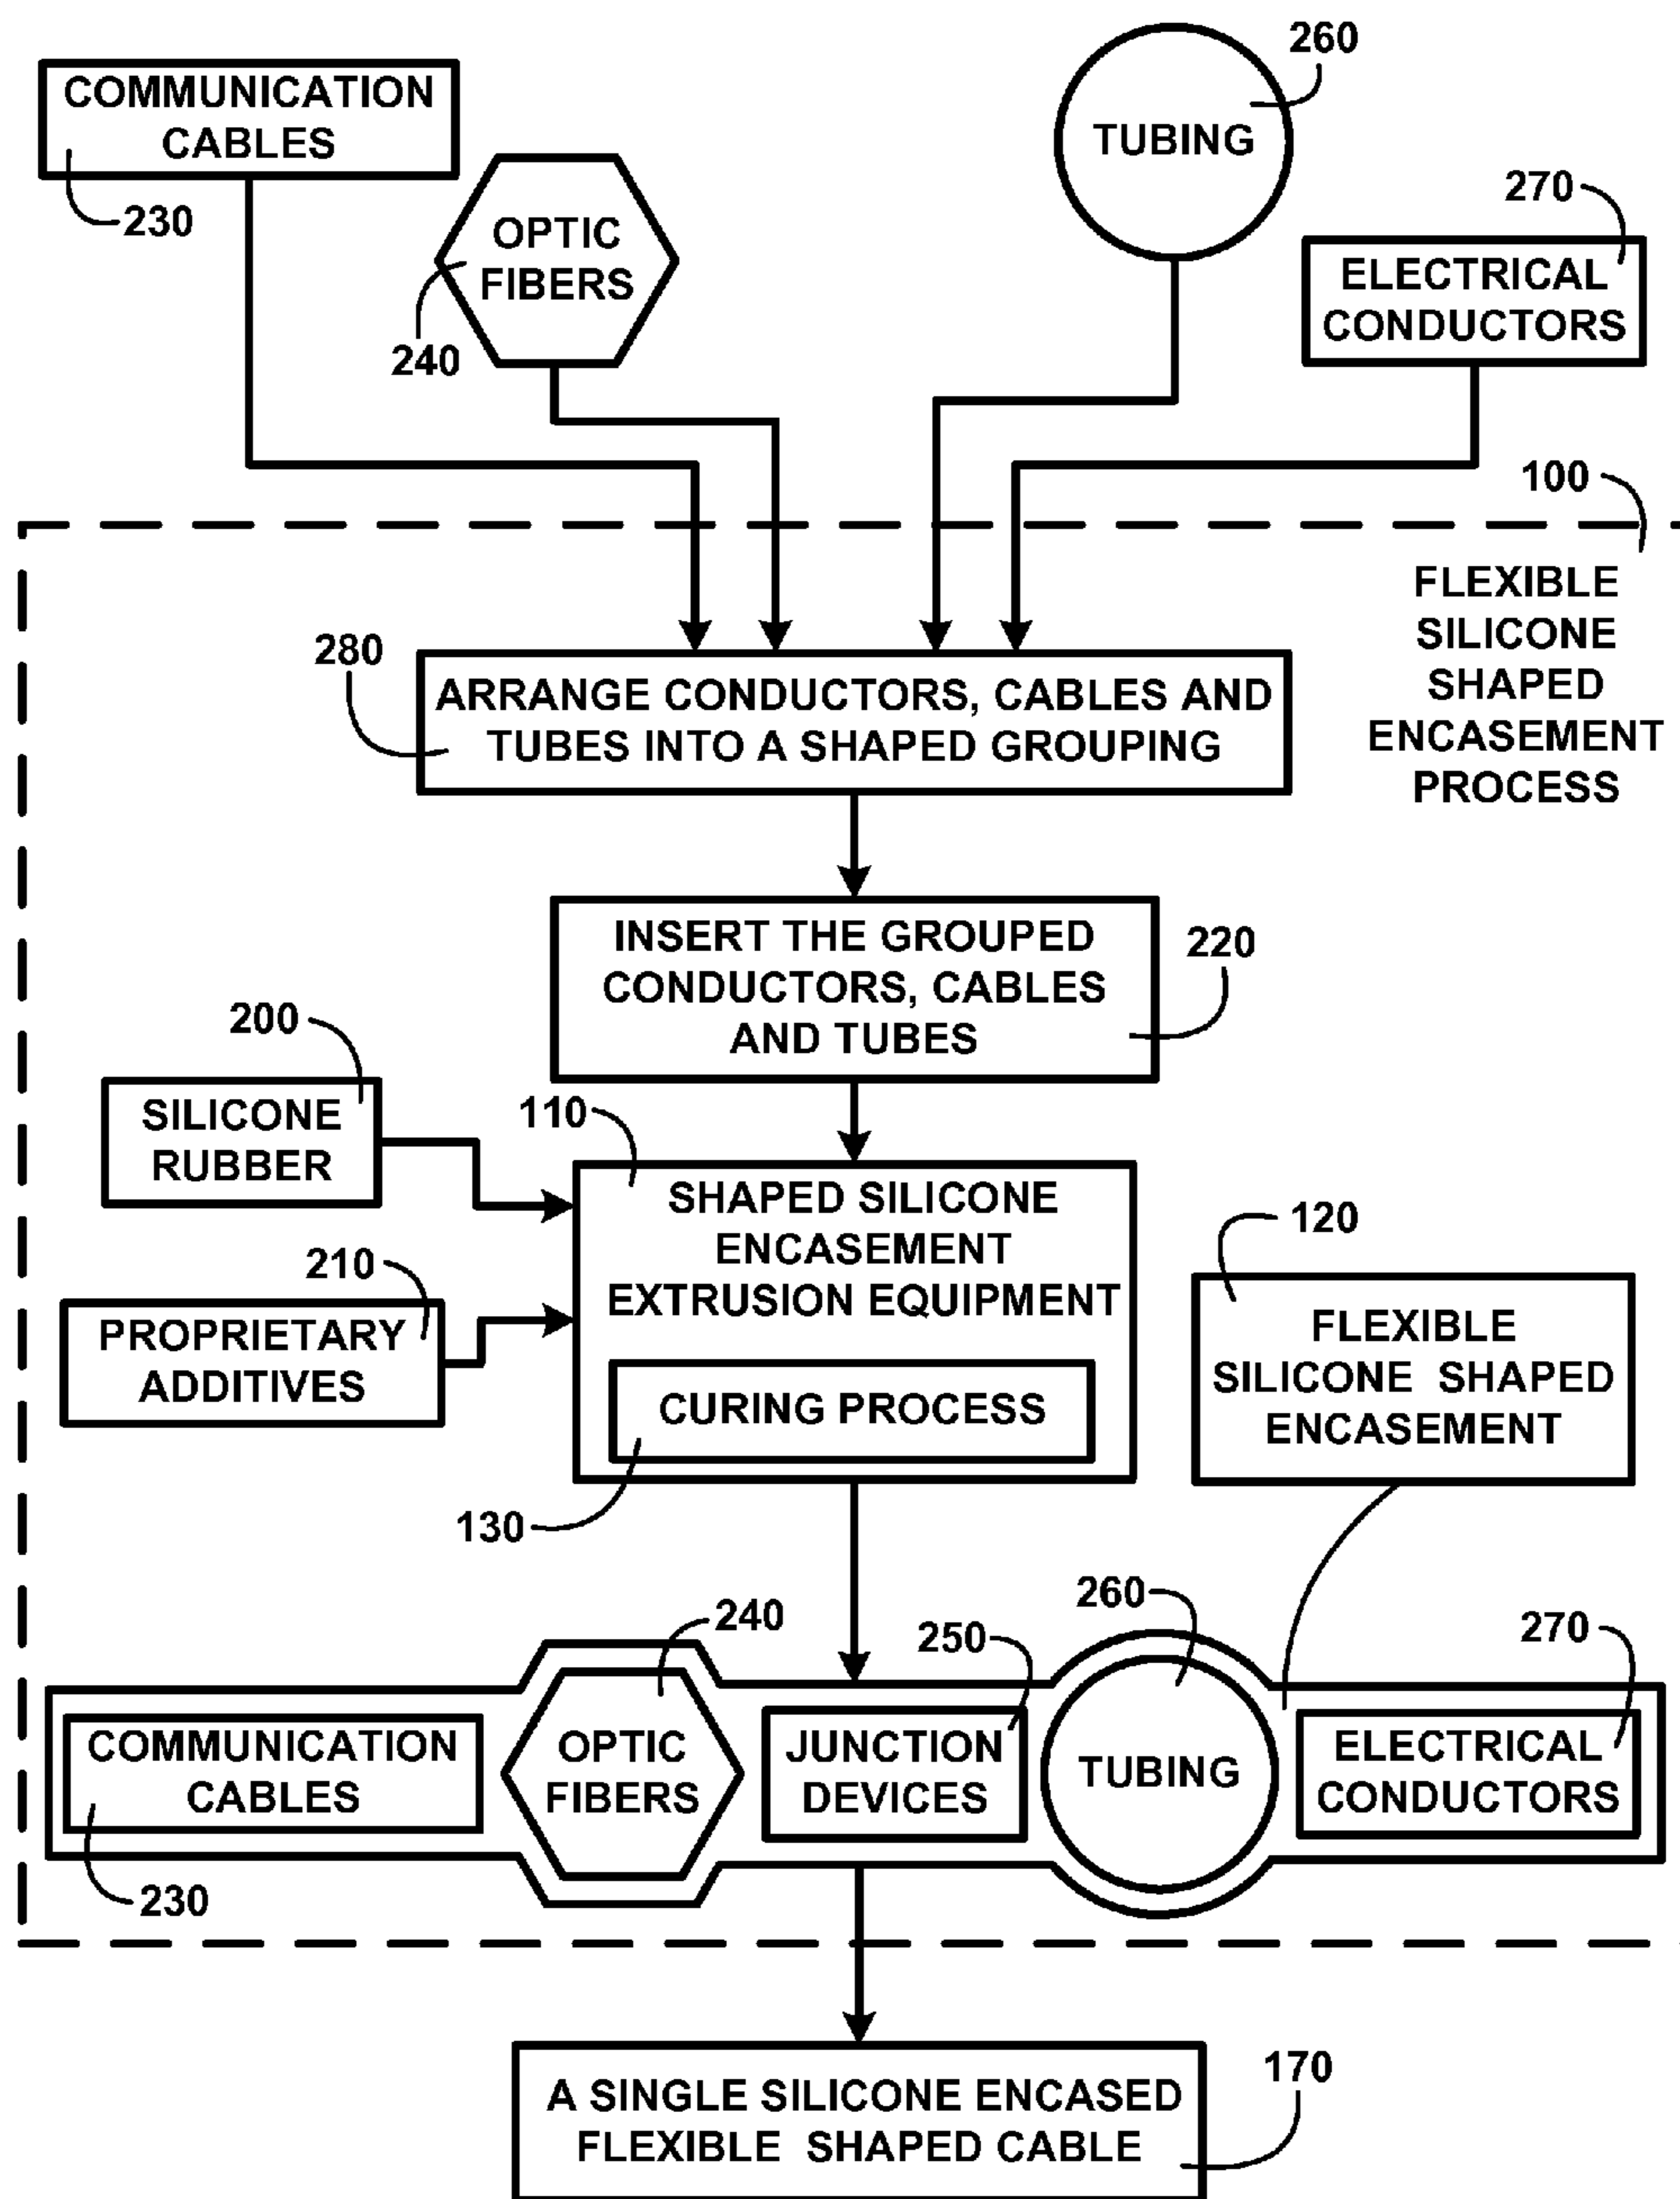 COMMUNICATION
CABLES
230
OPTIC
FIBERS
240
260
TUBING
270
ELECTRICAL
CONDUCTORS
100
FLEXIBLE
SILICONE
SHAPED
ENCASEMENT
PROCESS
280
ARRANGE CONDUCTORS, CABLES AND
TUBES INTO A SHAPED GROUPING
INSERT THE GROUPED
CONDUCTORS, CABLES
AND TUBES
220
200
SILICONE
RUBBER
110
SHAPED SILICONE
ENCASEMENT
EXTRUSION EQUIPMENT
210
PROPRIETARY
ADDITIVES
CURING PROCESS
130
120
FLEXIBLE
SILICONE SHAPED
ENCASEMENT
240
250
260
270
COMMUNICATION
CABLES
230
OPTIC
FIBERS
JUNCTION
DEVICES
TUBING
ELECTRICAL
CONDUCTORS
170
A SINGLE SILICONE ENCASED
FLEXIBLE SHAPED CABLE